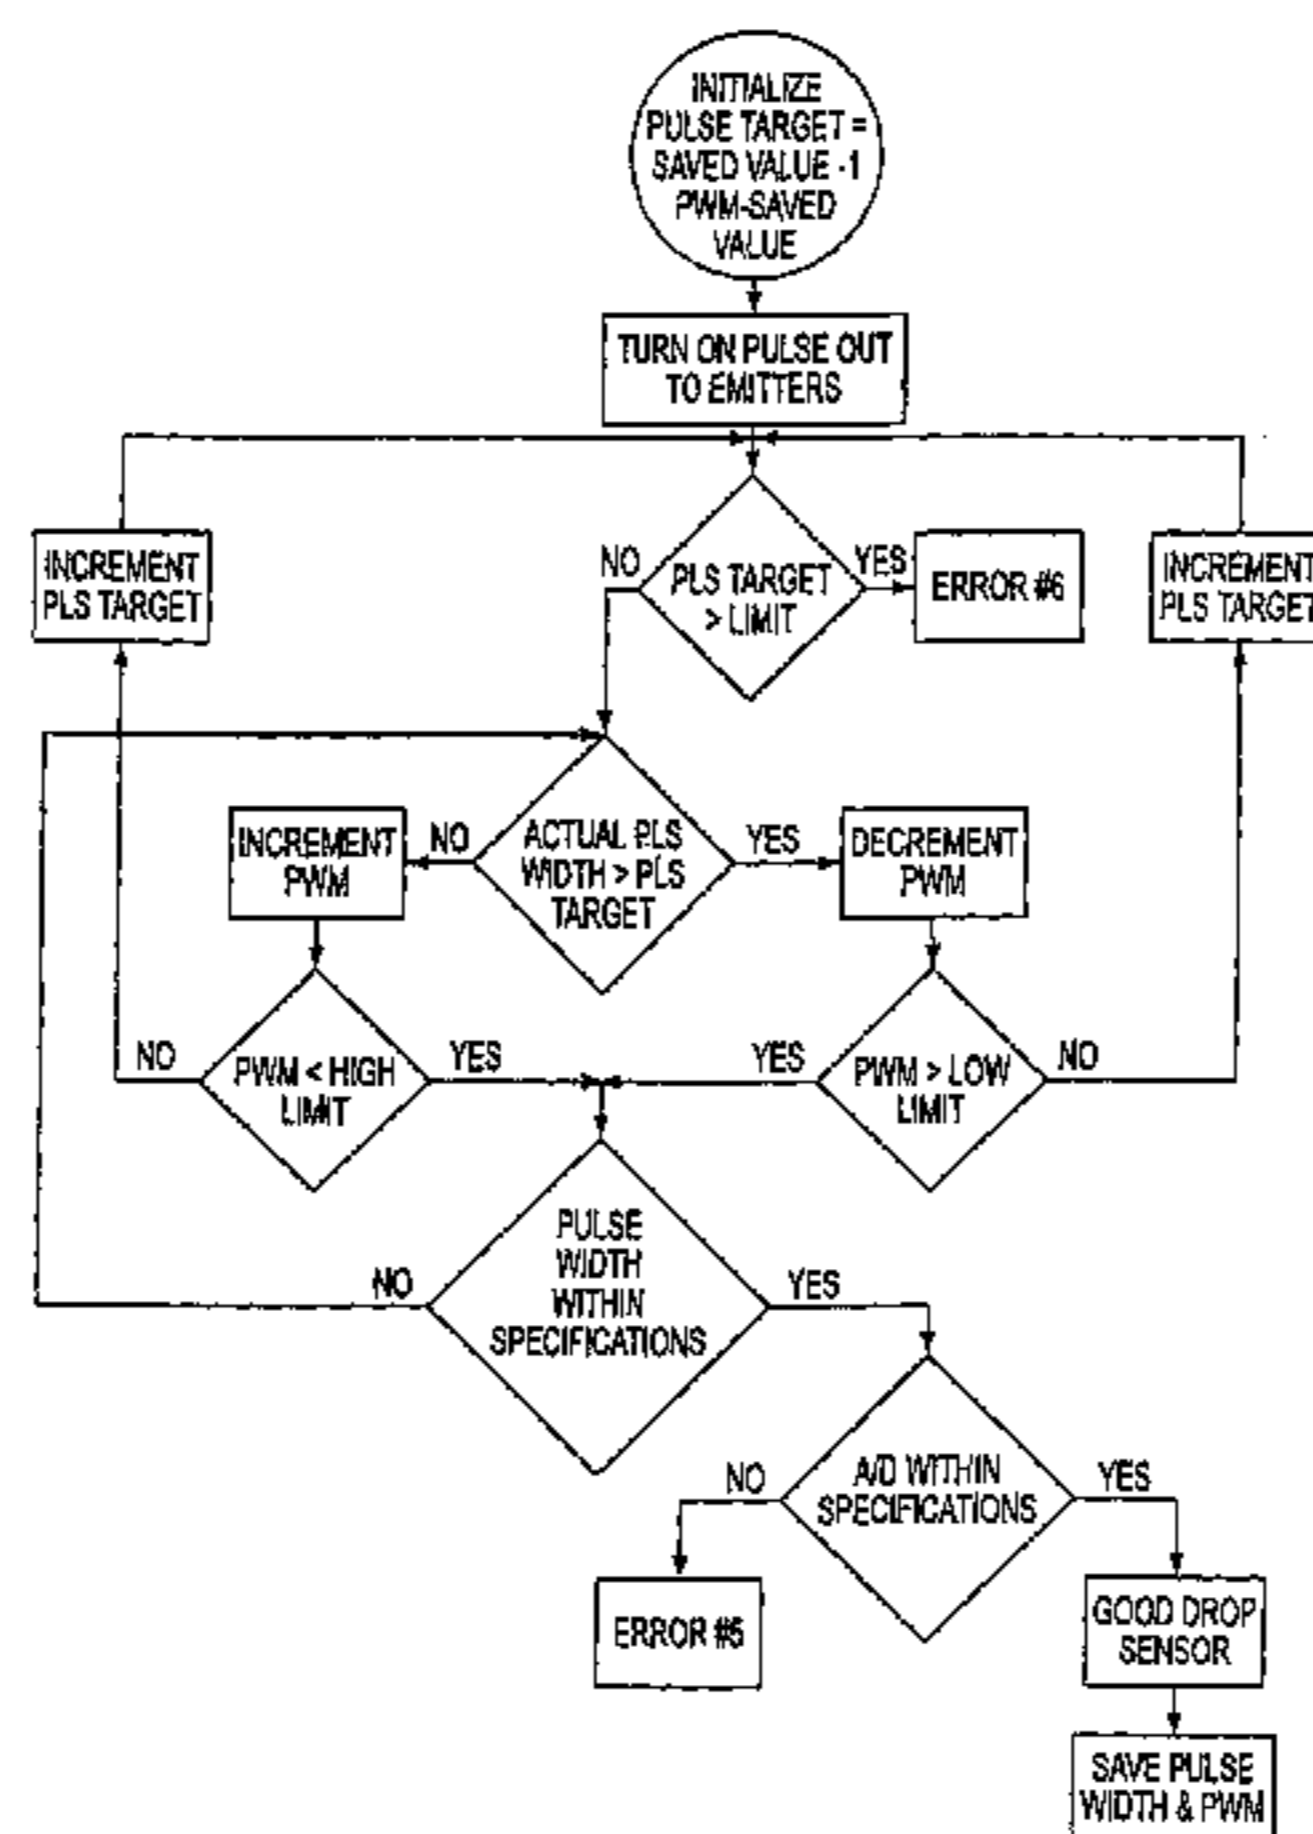 INITIALIZE
PULSE TARGET =
SAVED VALUE -1
PWM-SAVED
VALUE
TURN ON PULSE OUT
TO EMITTERS
INCREMENT
PLS TARGET
NO
PLS TARGET
> LIMIT
YES
ERROR #6
INCREMENT
PLS TARGET
INCREMENT
PWM
NO
ACTUAL PLS
WIDTH > PLS
TARGET
YES
DECREMENT
PWM
NO
PWM < HIGH
LIMIT
YES
YES
PWM > LOW
LIMIT
NO
NO
PULSE
WIDTH
WITHIN
SPECIFICATIONS
YES
NO
A/D WITHIN
SPECIFICATIONS
YES
ERROR #5
GOOD DROP
SENSOR
SAVE PULSE
WIDTH & PWM